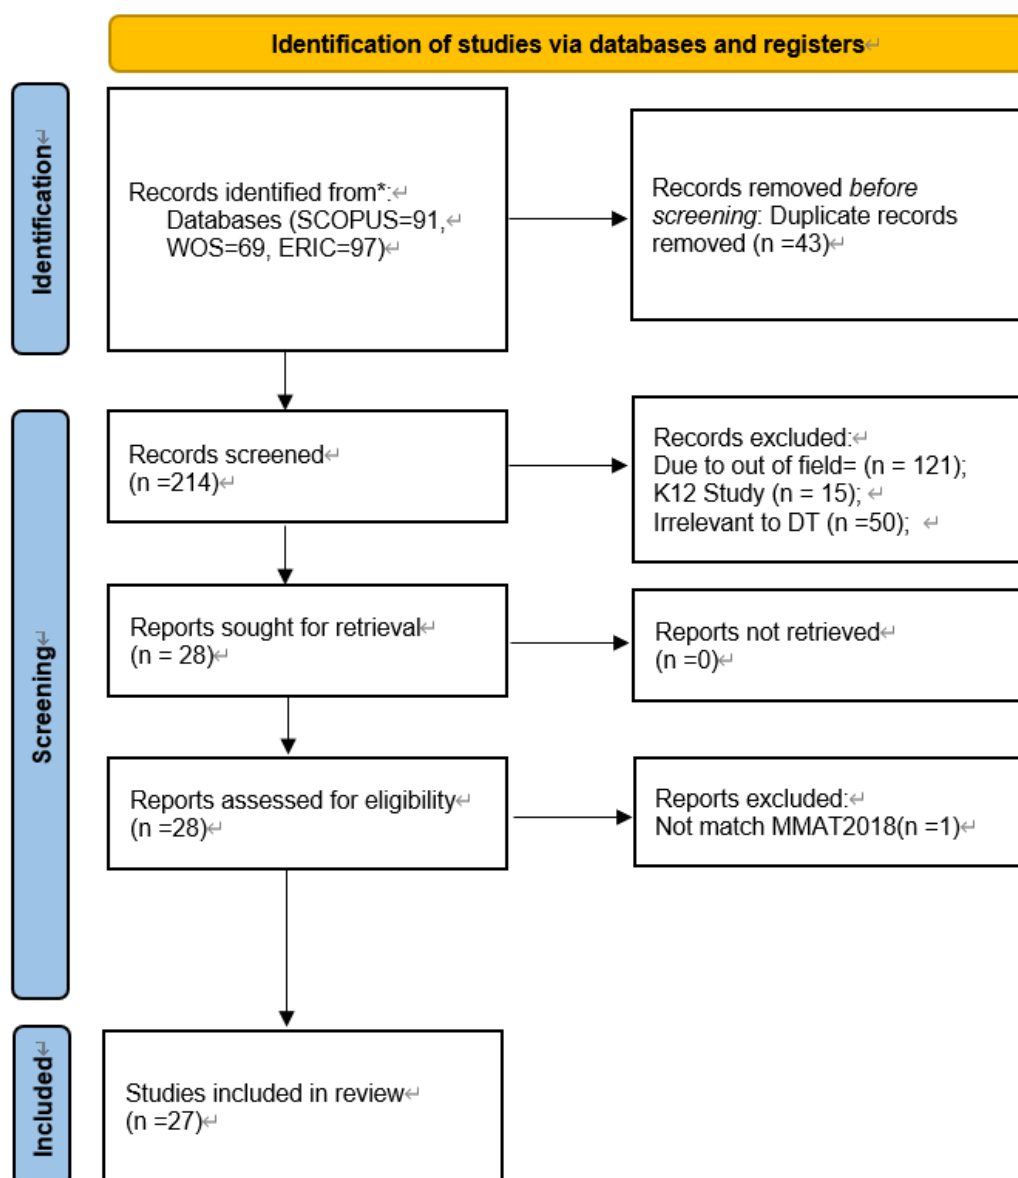 Identification of studies via databases and registers↵
Identification↵
Records identified from*:↵
Databases (SCOPUS=91,↵
WOS=69, ERIC=97)↵
Records removed before
screening: Duplicate records
removed (n =43)↵
Screening↵
Records screened↵
(n =214)↵
Records excluded:↵
Due to out of field= (n = 121);
K12 Study (n = 15); ↵
Irrelevant to DT (n =50);  ↵
Reports sought for retrieval↵
(n = 28)↵
Reports not retrieved↵
(n =0)↵
Reports assessed for eligibility↵
(n =28)↵
Reports excluded:↵
Not match MMAT2018(n =1)↵
Included↵
Studies included in review↵
(n =27)↵